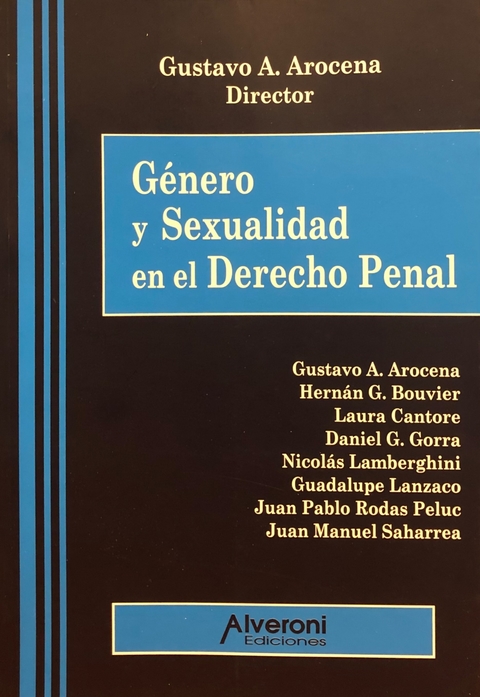 Gustavo A. Arocena
Director
Género
y Sexualidad
en el Derecho Penal
Gustavo A. Arocena
Hernán G. Bouvier
Laura Cantore
Daniel G. Gorra
Nicolás Lamberghini
Guadalupe Lanzaco
Juan Pablo Rodas Peluc
Juan Manuel Saharrea
Alveroni
Ediciones